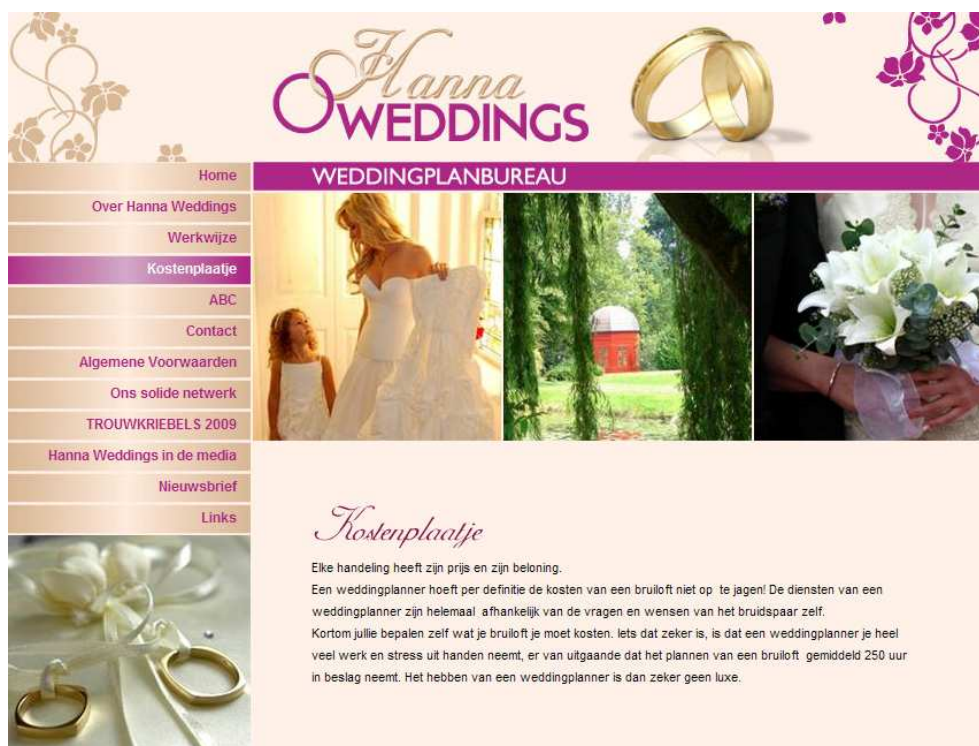 Hanna
WEDDINGS
WEDDINGPLANBUREAU
Home
Over Hanna Weddings
Werkwijze
Kostenplaatje
ABC
Contact
Algemene Voorwaarden
Ons solide netwerk
TROUWKRIEBELS 2009
Hanna Weddings in de media
Nieuwsbrief
Links
Kostenplaatje
Elke handeling heeft zijn prijs en zijn beloning.
Een weddingplanner hoeft per definitie de kosten van een bruiloft niet op te jagen! De diensten van een
weddingplanner zijn helemaal afhankelijk van de vragen en wensen van het bruidspaar zelf.
Kortom jullie bepalen zelf wat je bruiloft je moet kosten. Iets dat zeker is, is dat een weddingplanner je heel
veel werk en stress uit handen neemt, er van uitgaande dat het plannen van een bruiloft gemiddeld 250 uur
in beslag neemt. Het hebben van een weddingplanner is dan zeker geen luxe.